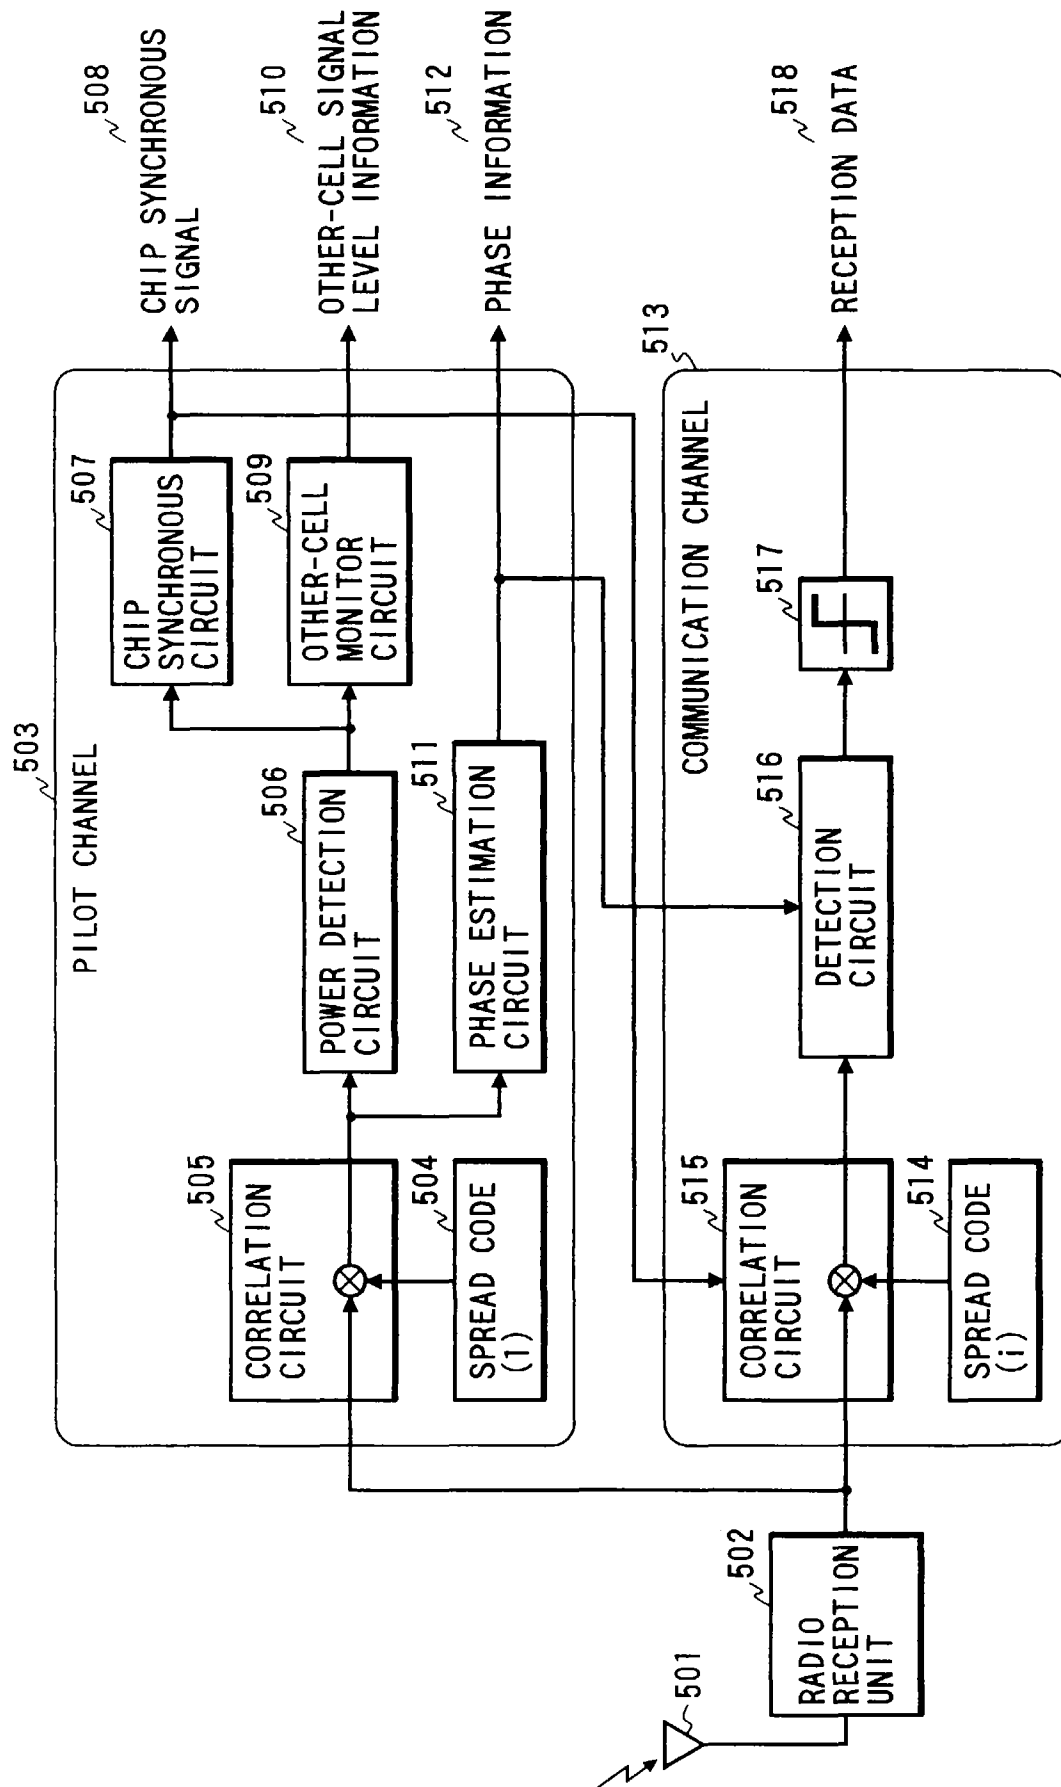 503
PILOT CHANNEL
505
CORRELATION
CIRCUIT
504
SPREAD CODE
(1)
506
POWER DETECTION
CIRCUIT
511
PHASE ESTIMATION
CIRCUIT
507
CHIP
SYNCHRONOUS
CIRCUIT
509
OTHER-CELL
MONITOR
CIRCUIT
508
CHIP SYNCHRONOUS
SIGNAL
510
OTHER-CELL SIGNAL
LEVEL INFORMATION
512
PHASE INFORMATION
501
502
RADIO
RECEPTION
UNIT
513
COMMUNICATION CHANNEL
515
CORRELATION
CIRCUIT
514
SPREAD CODE
(i)
516
DETECTION
CIRCUIT
517
518
RECEPTION DATA